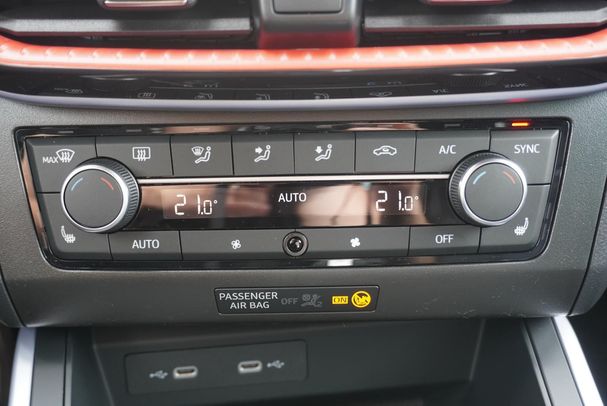 MAX
A/C
SYNC
21.0° AUTO 21.0°
AUTO
OFF
PASSENGER
AIR BAG
OFF
ON